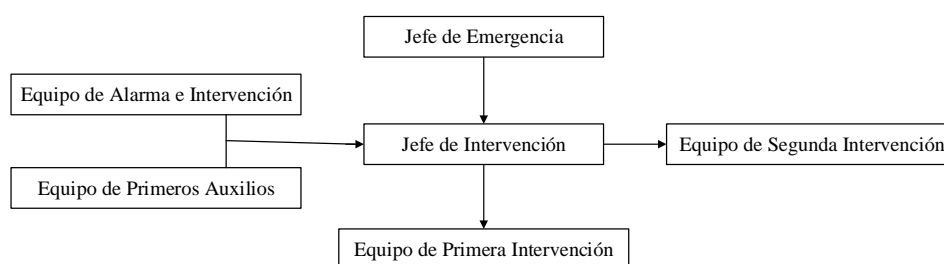 Jefe de Emergencia
Equipo de Alarma e Intervención
Jefe de Intervención
Equipo de Segunda Intervención
Equipo de Primeros Auxilios
Equipo de Primera Intervención